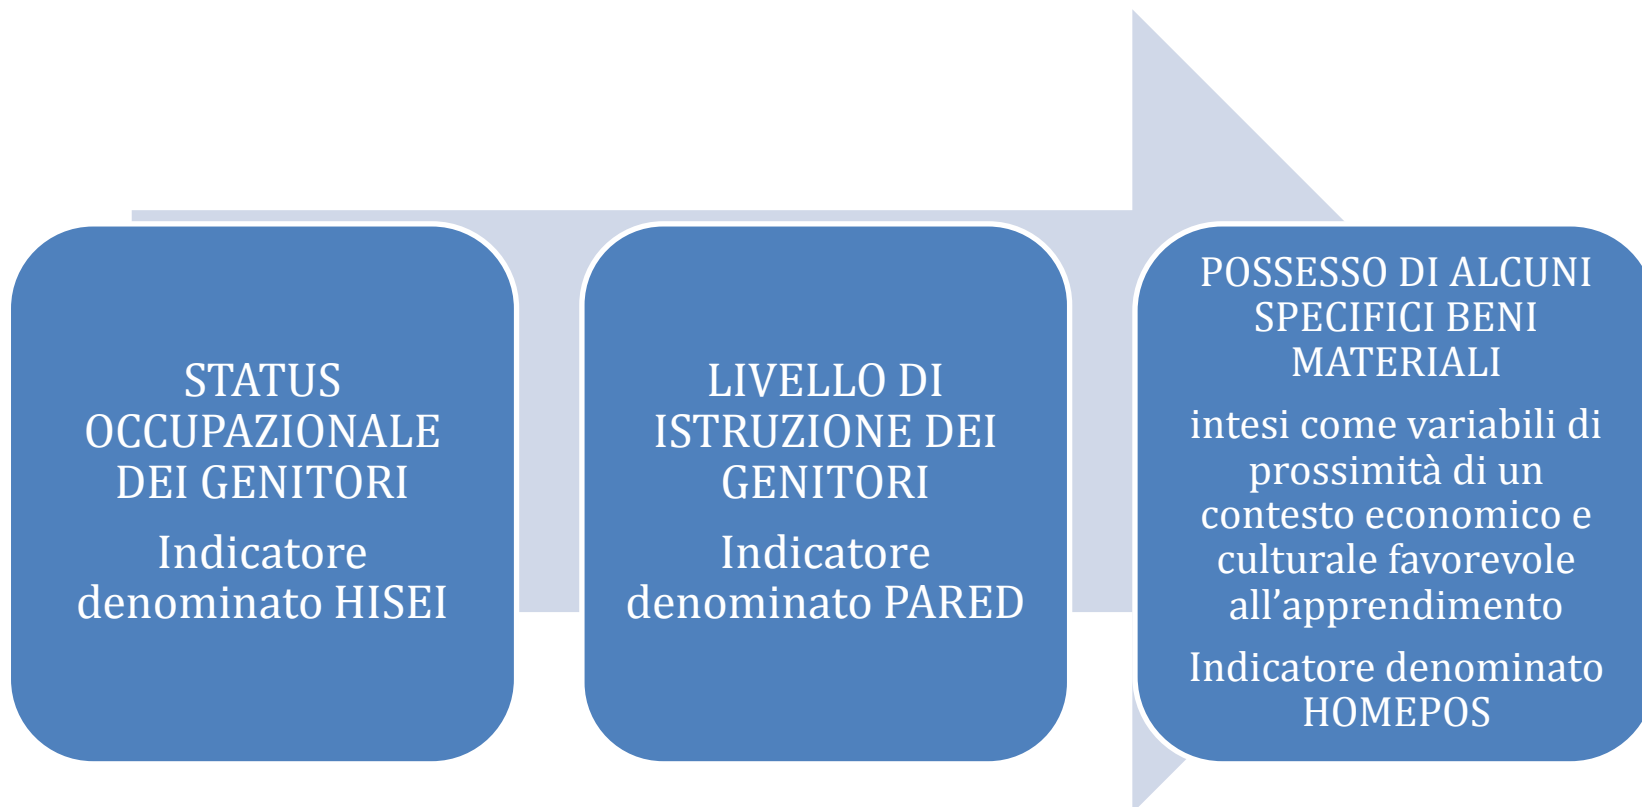 STATUS
OCCUPAZIONALE
DEI GENITORI
Indicatore
denominato HISEI
LIVELLO DI
ISTRUZIONE DEI
GENITORI
Indicatore
denominato PARED
POSSESSO DI ALCUNI
SPECIFICI BENI
MATERIALI
intesi come variabili di
prossimità di un
contesto economico e
culturale favorevole
all’apprendimento
Indicatore denominato
HOMEPOS